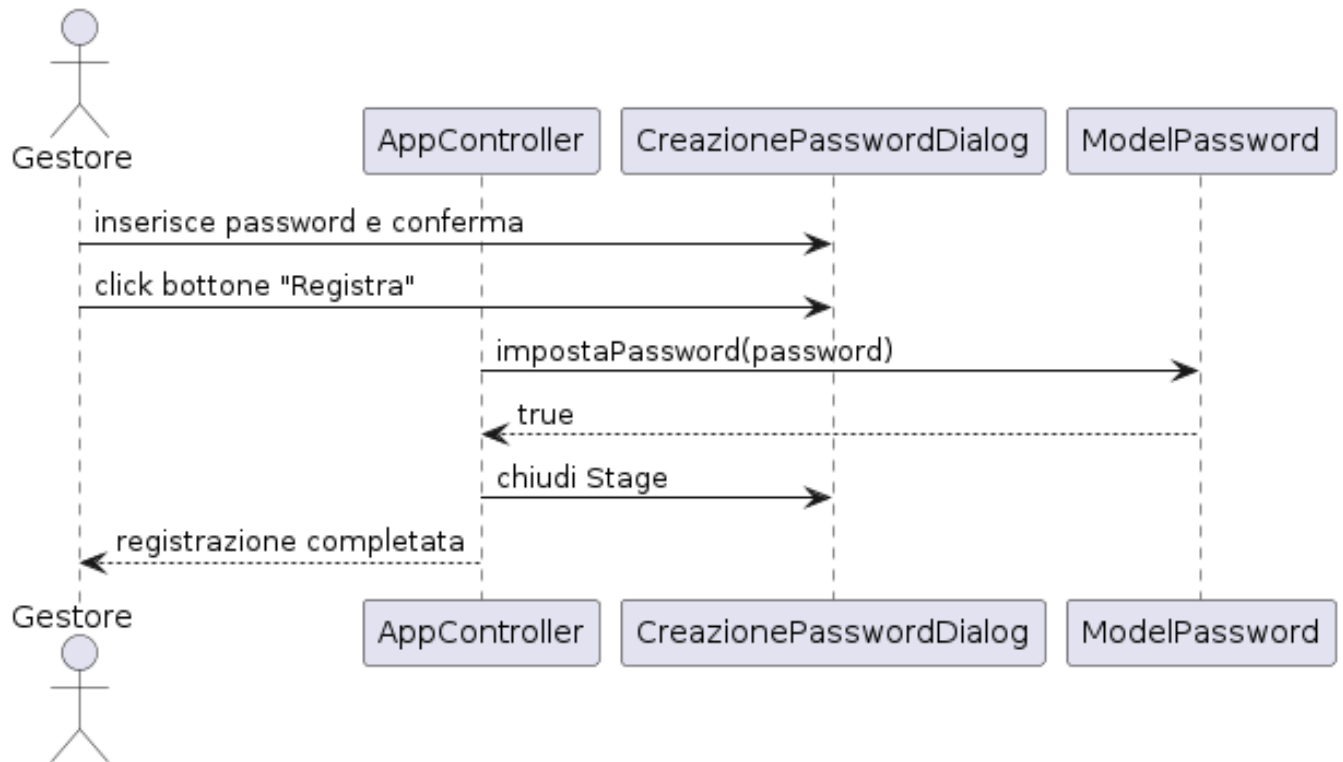 Gestore
AppController
CreazionePasswordDialog
ModelPassword
inserisce password e conferma
click bottone "Registra"
impostaPassword(password)
true
chiudi Stage
registrazione completata
Gestore
AppController
CreazionePasswordDialog
ModelPassword